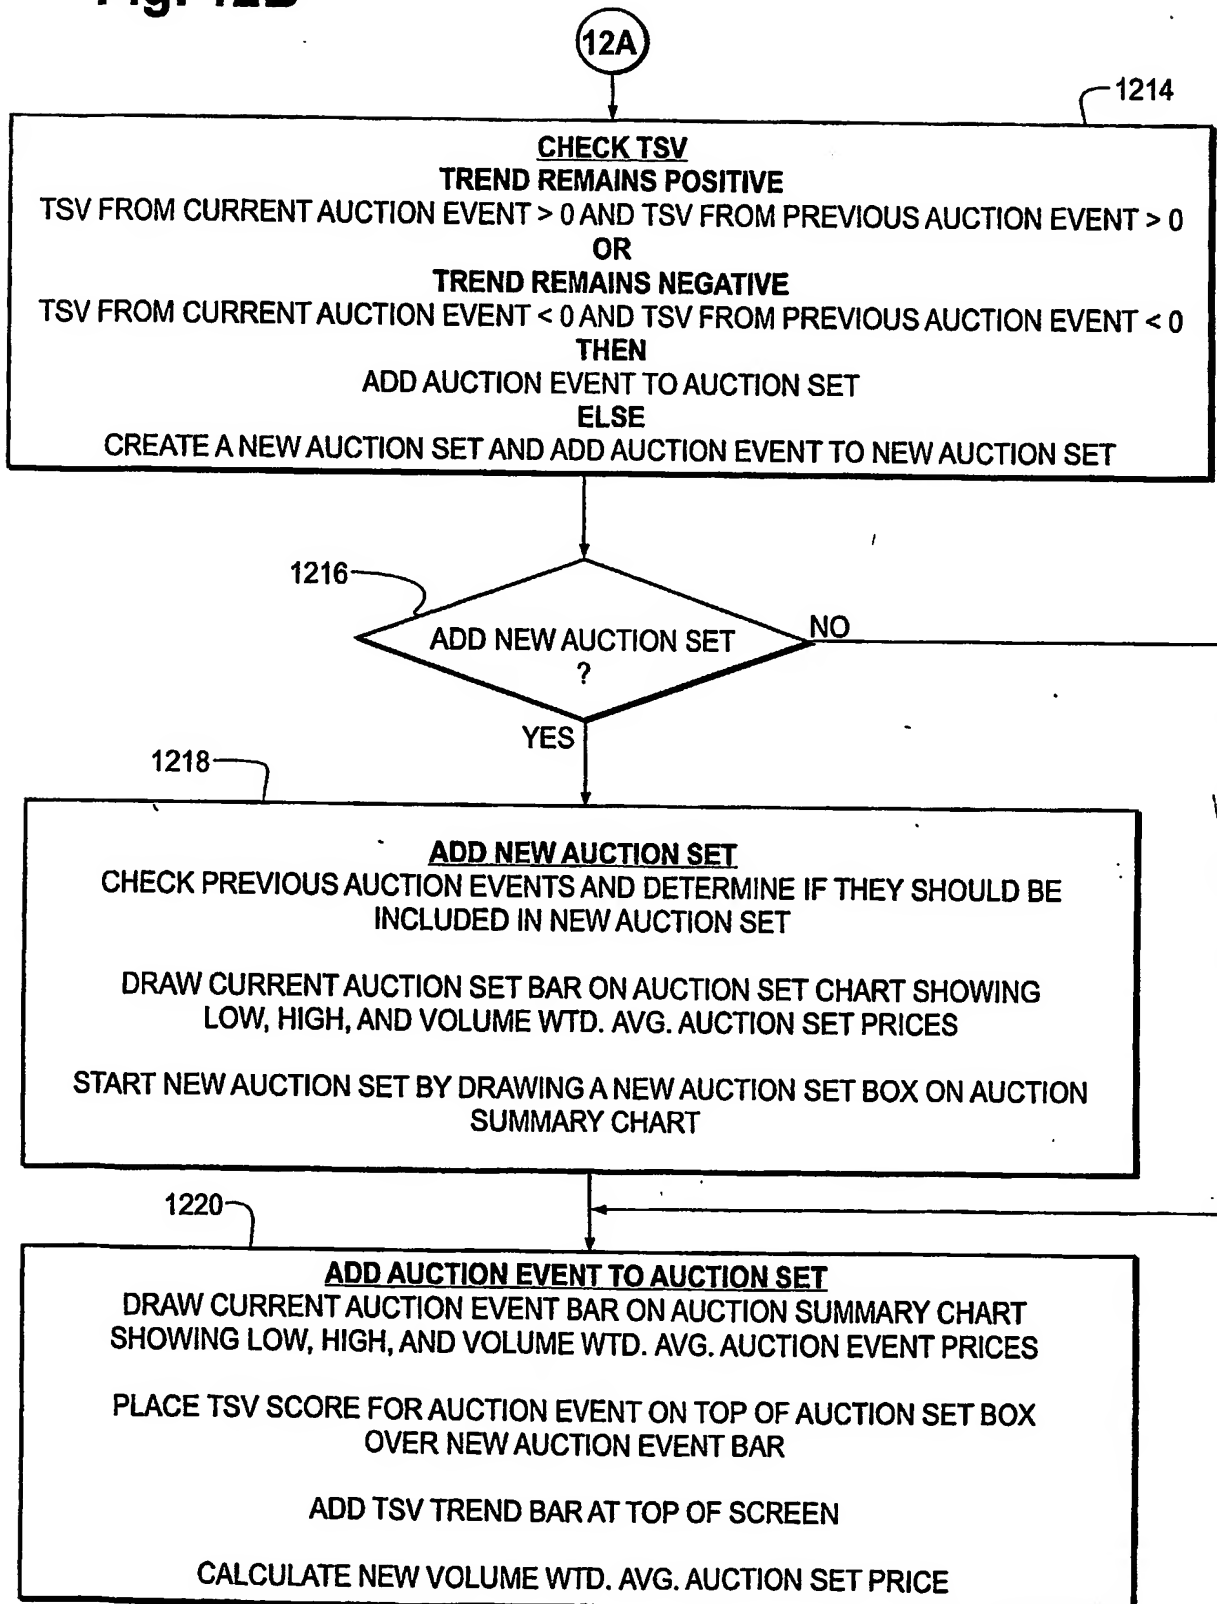 12A
1214
CHECK TSV
TREND REMAINS POSITIVE
TSV FROM CURRENT AUCTION EVENT > 0 AND TSV FROM PREVIOUS AUCTION EVENT > 0
OR
TREND REMAINS NEGATIVE
TSV FROM CURRENT AUCTION EVENT < 0 AND TSV FROM PREVIOUS AUCTION EVENT < 0
THEN
ADD AUCTION EVENT TO AUCTION SET
ELSE
CREATE A NEW AUCTION SET AND ADD AUCTION EVENT TO NEW AUCTION SET
1216
ADD NEW AUCTION SET
?
NO
YES
1218
ADD NEW AUCTION SET
CHECK PREVIOUS AUCTION EVENTS AND DETERMINE IF THEY SHOULD BE
INCLUDED IN NEW AUCTION SET
DRAW CURRENT AUCTION SET BAR ON AUCTION SET CHART SHOWING
LOW, HIGH, AND VOLUME WTD. AVG. AUCTION SET PRICES
START NEW AUCTION SET BY DRAWING A NEW AUCTION SET BOX ON AUCTION
SUMMARY CHART
1220
ADD AUCTION EVENT TO AUCTION SET
DRAW CURRENT AUCTION EVENT BAR ON AUCTION SUMMARY CHART
SHOWING LOW, HIGH, AND VOLUME WTD. AVG. AUCTION EVENT PRICES
PLACE TSV SCORE FOR AUCTION EVENT ON TOP OF AUCTION SET BOX
OVER NEW AUCTION EVENT BAR
ADD TSV TREND BAR AT TOP OF SCREEN
CALCULATE NEW VOLUME WTD. AVG. AUCTION SET PRICE